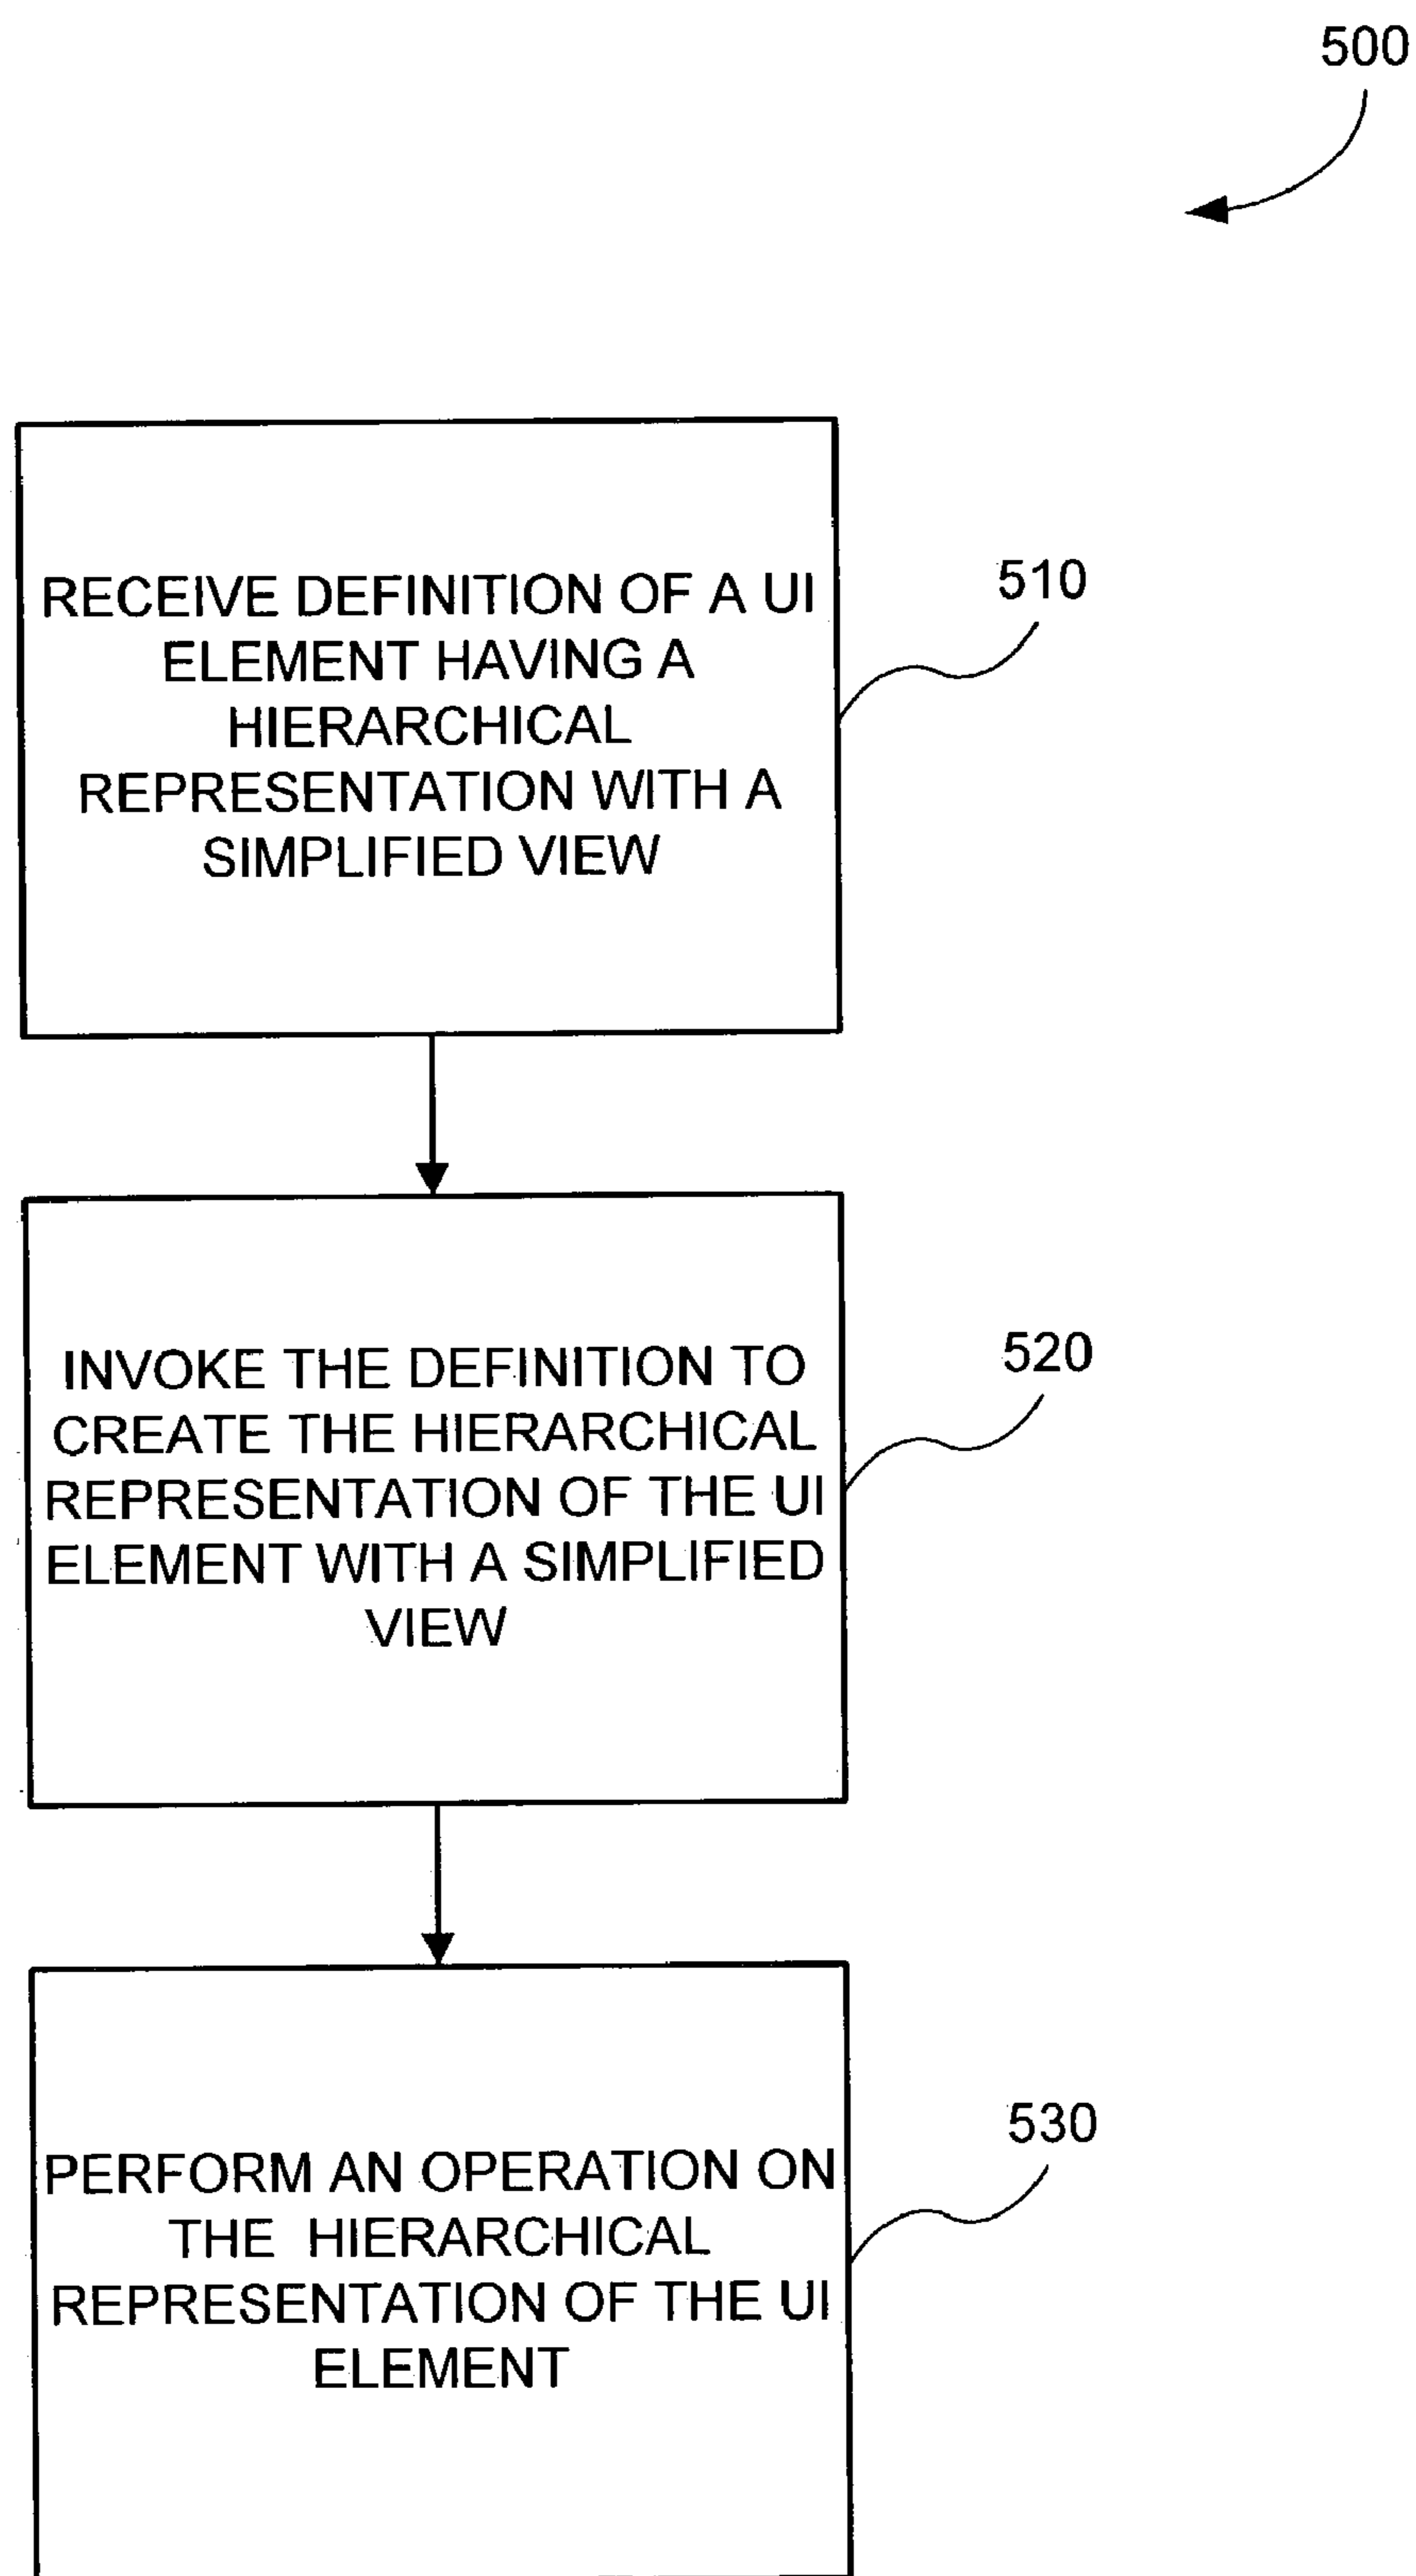 500
RECEIVE DEFINITION OF A UI
ELEMENT HAVING A
HIERARCHICAL
REPRESENTATION WITH A
SIMPLIFIED VIEW
510
INVOKE THE DEFINITION TO
CREATE THE HIERARCHICAL
REPRESENTATION OF THE UI
ELEMENT WITH A SIMPLIFIED
VIEW
520
PERFORM AN OPERATION ON
THE HIERARCHICAL
REPRESENTATION OF THE UI
ELEMENT
530